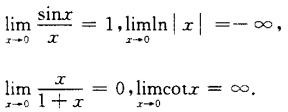 lim_{x→0} sinx/x = 1, lim_{x→0} ln|x| = -∞,
lim_{x→0} x/(1+x) = 0, lim_{x→0} cotx = ∞.